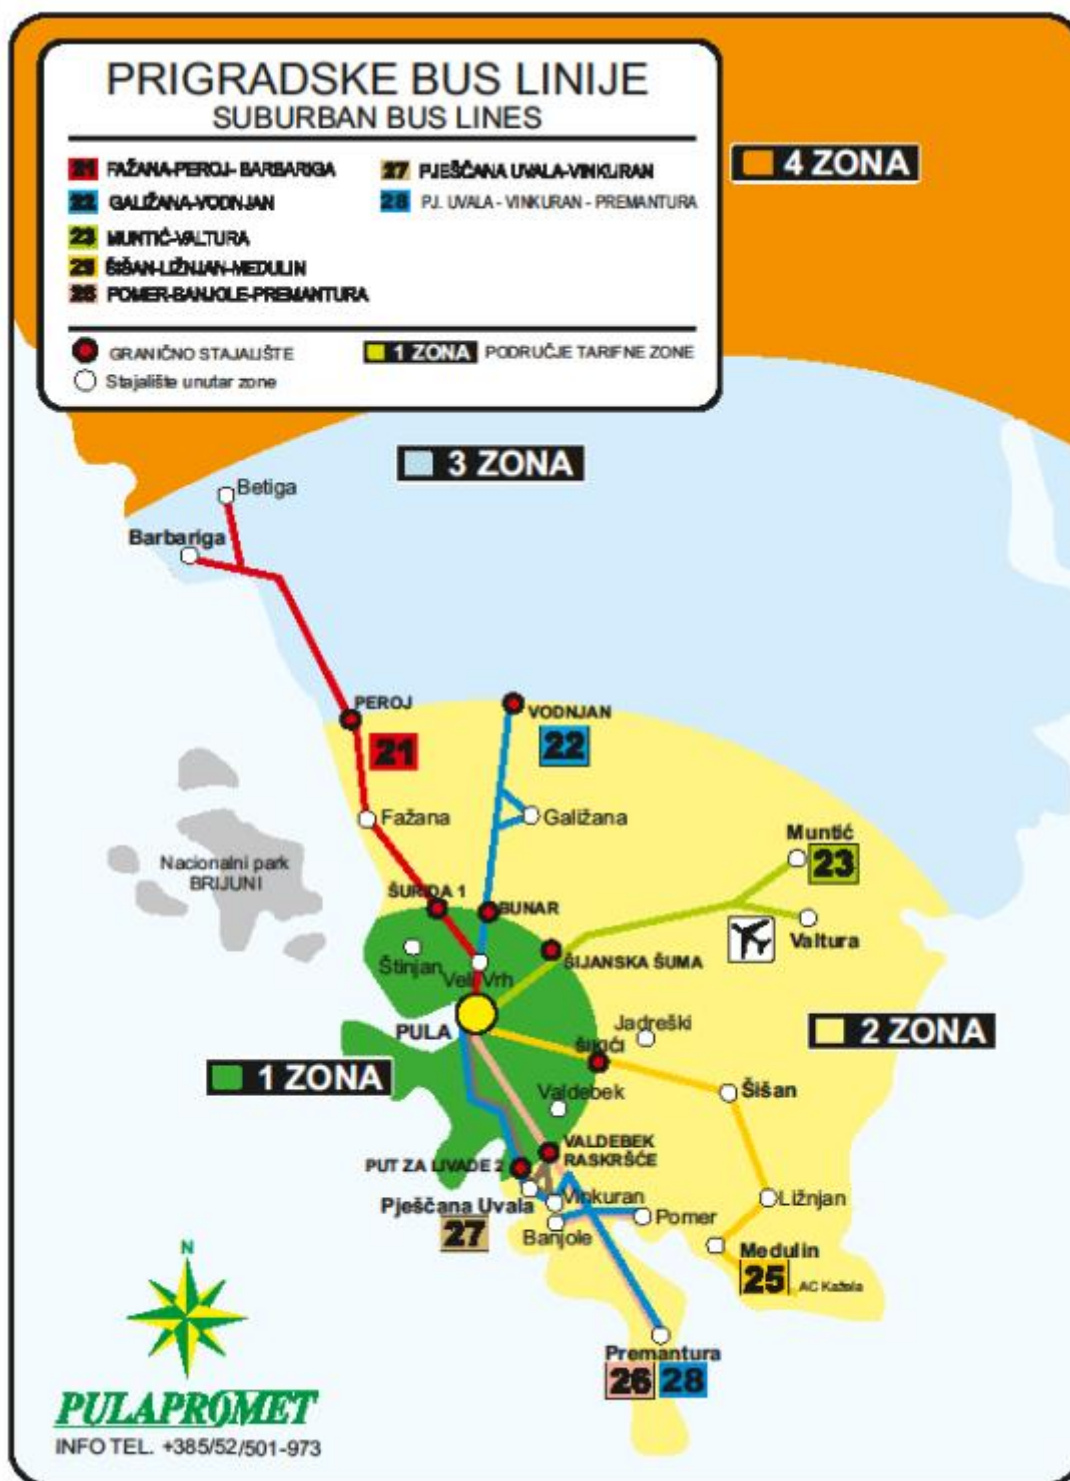 PRIGRADSKE BUS LINIJE
SUBURBAN BUS LINES
21 FAŽANA-PEROJ- BARBARIGA
22 GALIŽANA-VODNJAN
23 MUNTIĆ-VALTURA
25 ŠIŠAN-LIŽNJAN-MEDULIN
26 POMER-BANJOLE-PREMANTURA
27 PJEŠČANA UVALA-VINKURAN
28 PJ. UVALA - VINKURAN - PREMANTURA
GRANIČNO STAJALIŠTE
Stajalište unutar zone
1 ZONA PODRUČJE TARIFNE ZONE
4 ZONA
3 ZONA
Betiga
Barbariga
PEROJ
21
VODNJAN
22
Fažana
Galižana
Muntić
23
Nacionalni park
BRIJUNI
ŠURIDA 1
BUNAR
Valtura
Štinjan
Veli Vrh
ŠIJANSKA ŠUMA
PULA
Jadreški
2 ZONA
ŠIKIĆI
1 ZONA
Valdebek
Šišan
VALDEBEK
RASKRŠĆE
PUT ZA LIVADE 2
Pješčana Uvala
Vinkuran
Ližnjan
27
Banjole
Pomer
Medulin
25
AC Kažela
N
Premantura
26 28
PULAPROMET
INFO TEL. +385/52/501-973